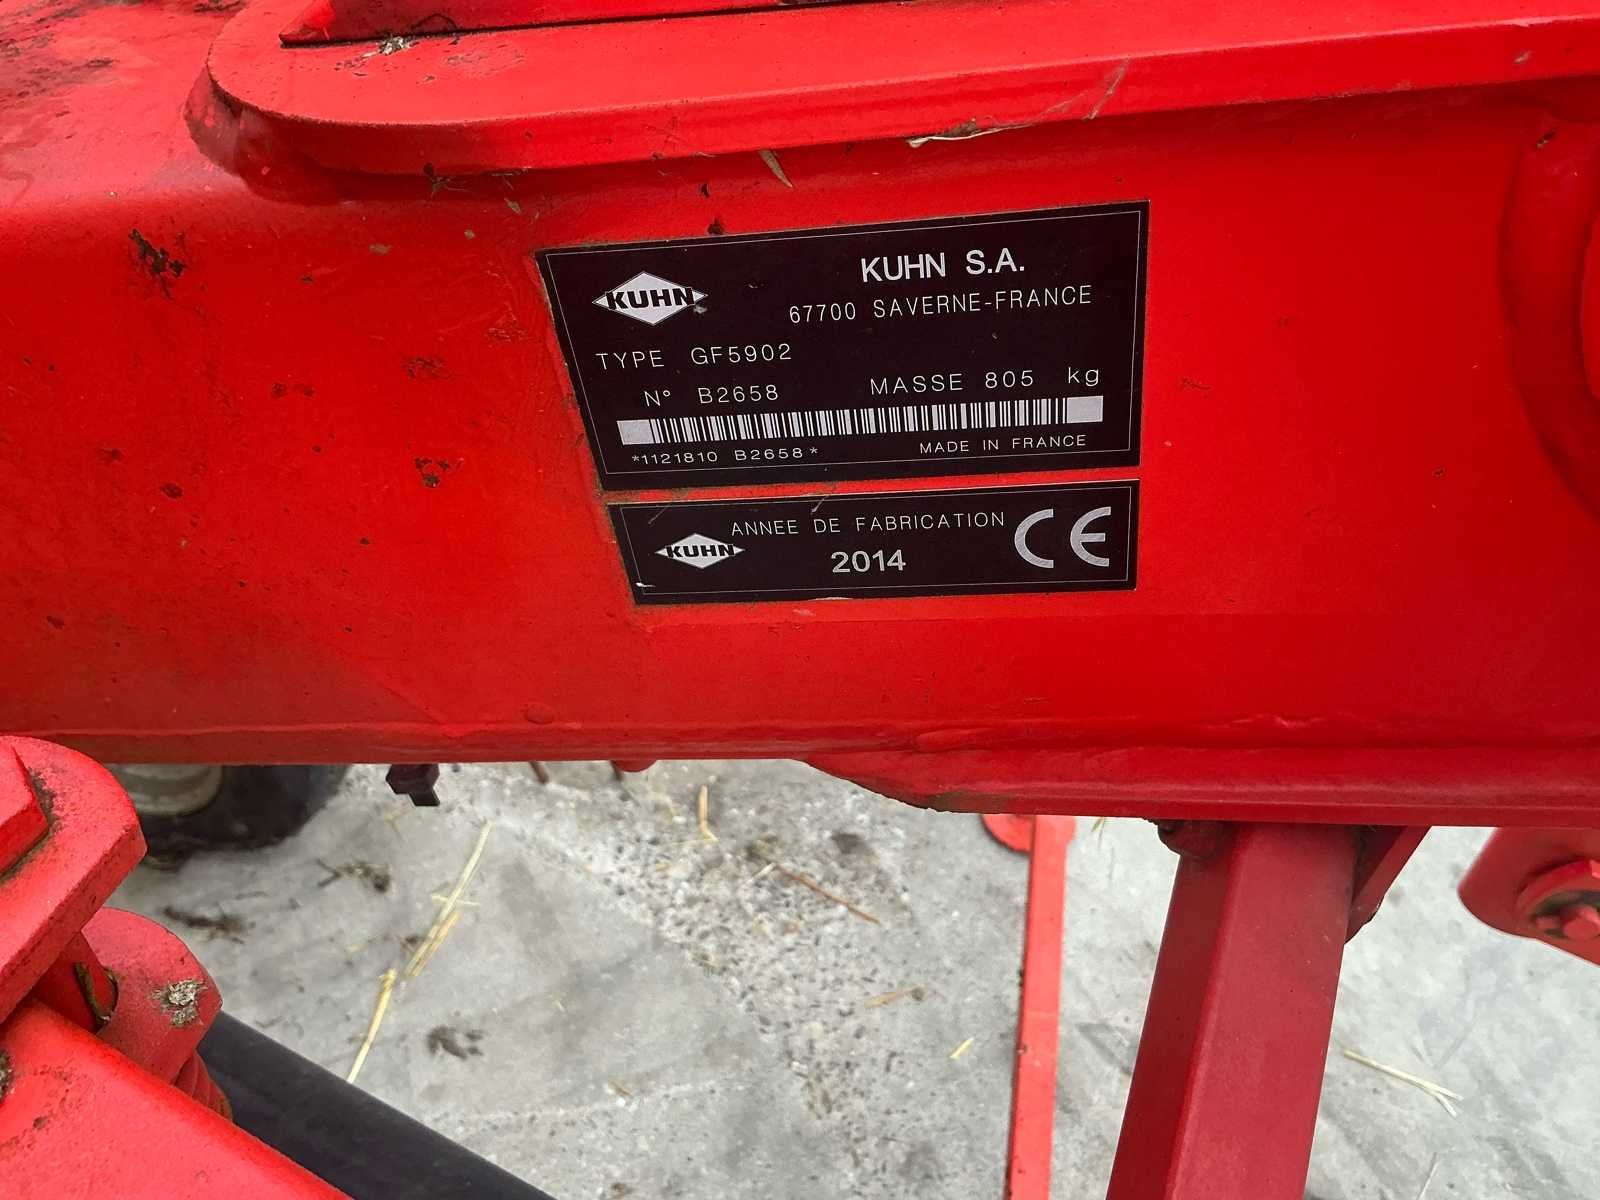 KUHN
KUHN S.A.
67700 SAVERNE-FRANCE
TYPE GF5902
N° B2658 MASSE 805 kg
*1121810 B2658* MADE IN FRANCE
KUHN
ANNEE DE FABRICATION
2014
CE